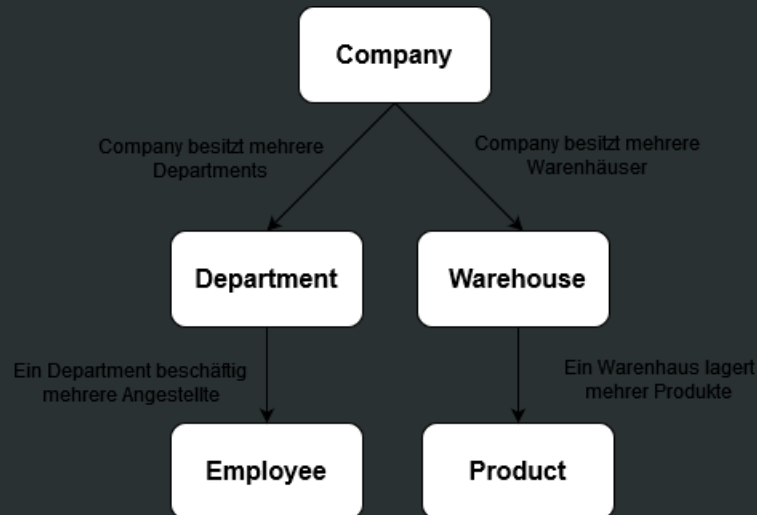 Company
Company besitzt mehrere
Departments
Company besitzt mehrere
Warenhäuser
Department
Warehouse
Ein Department beschäftig
mehrere Angestellte
Ein Warenhaus lagert
mehrer Produkte
Employee
Product